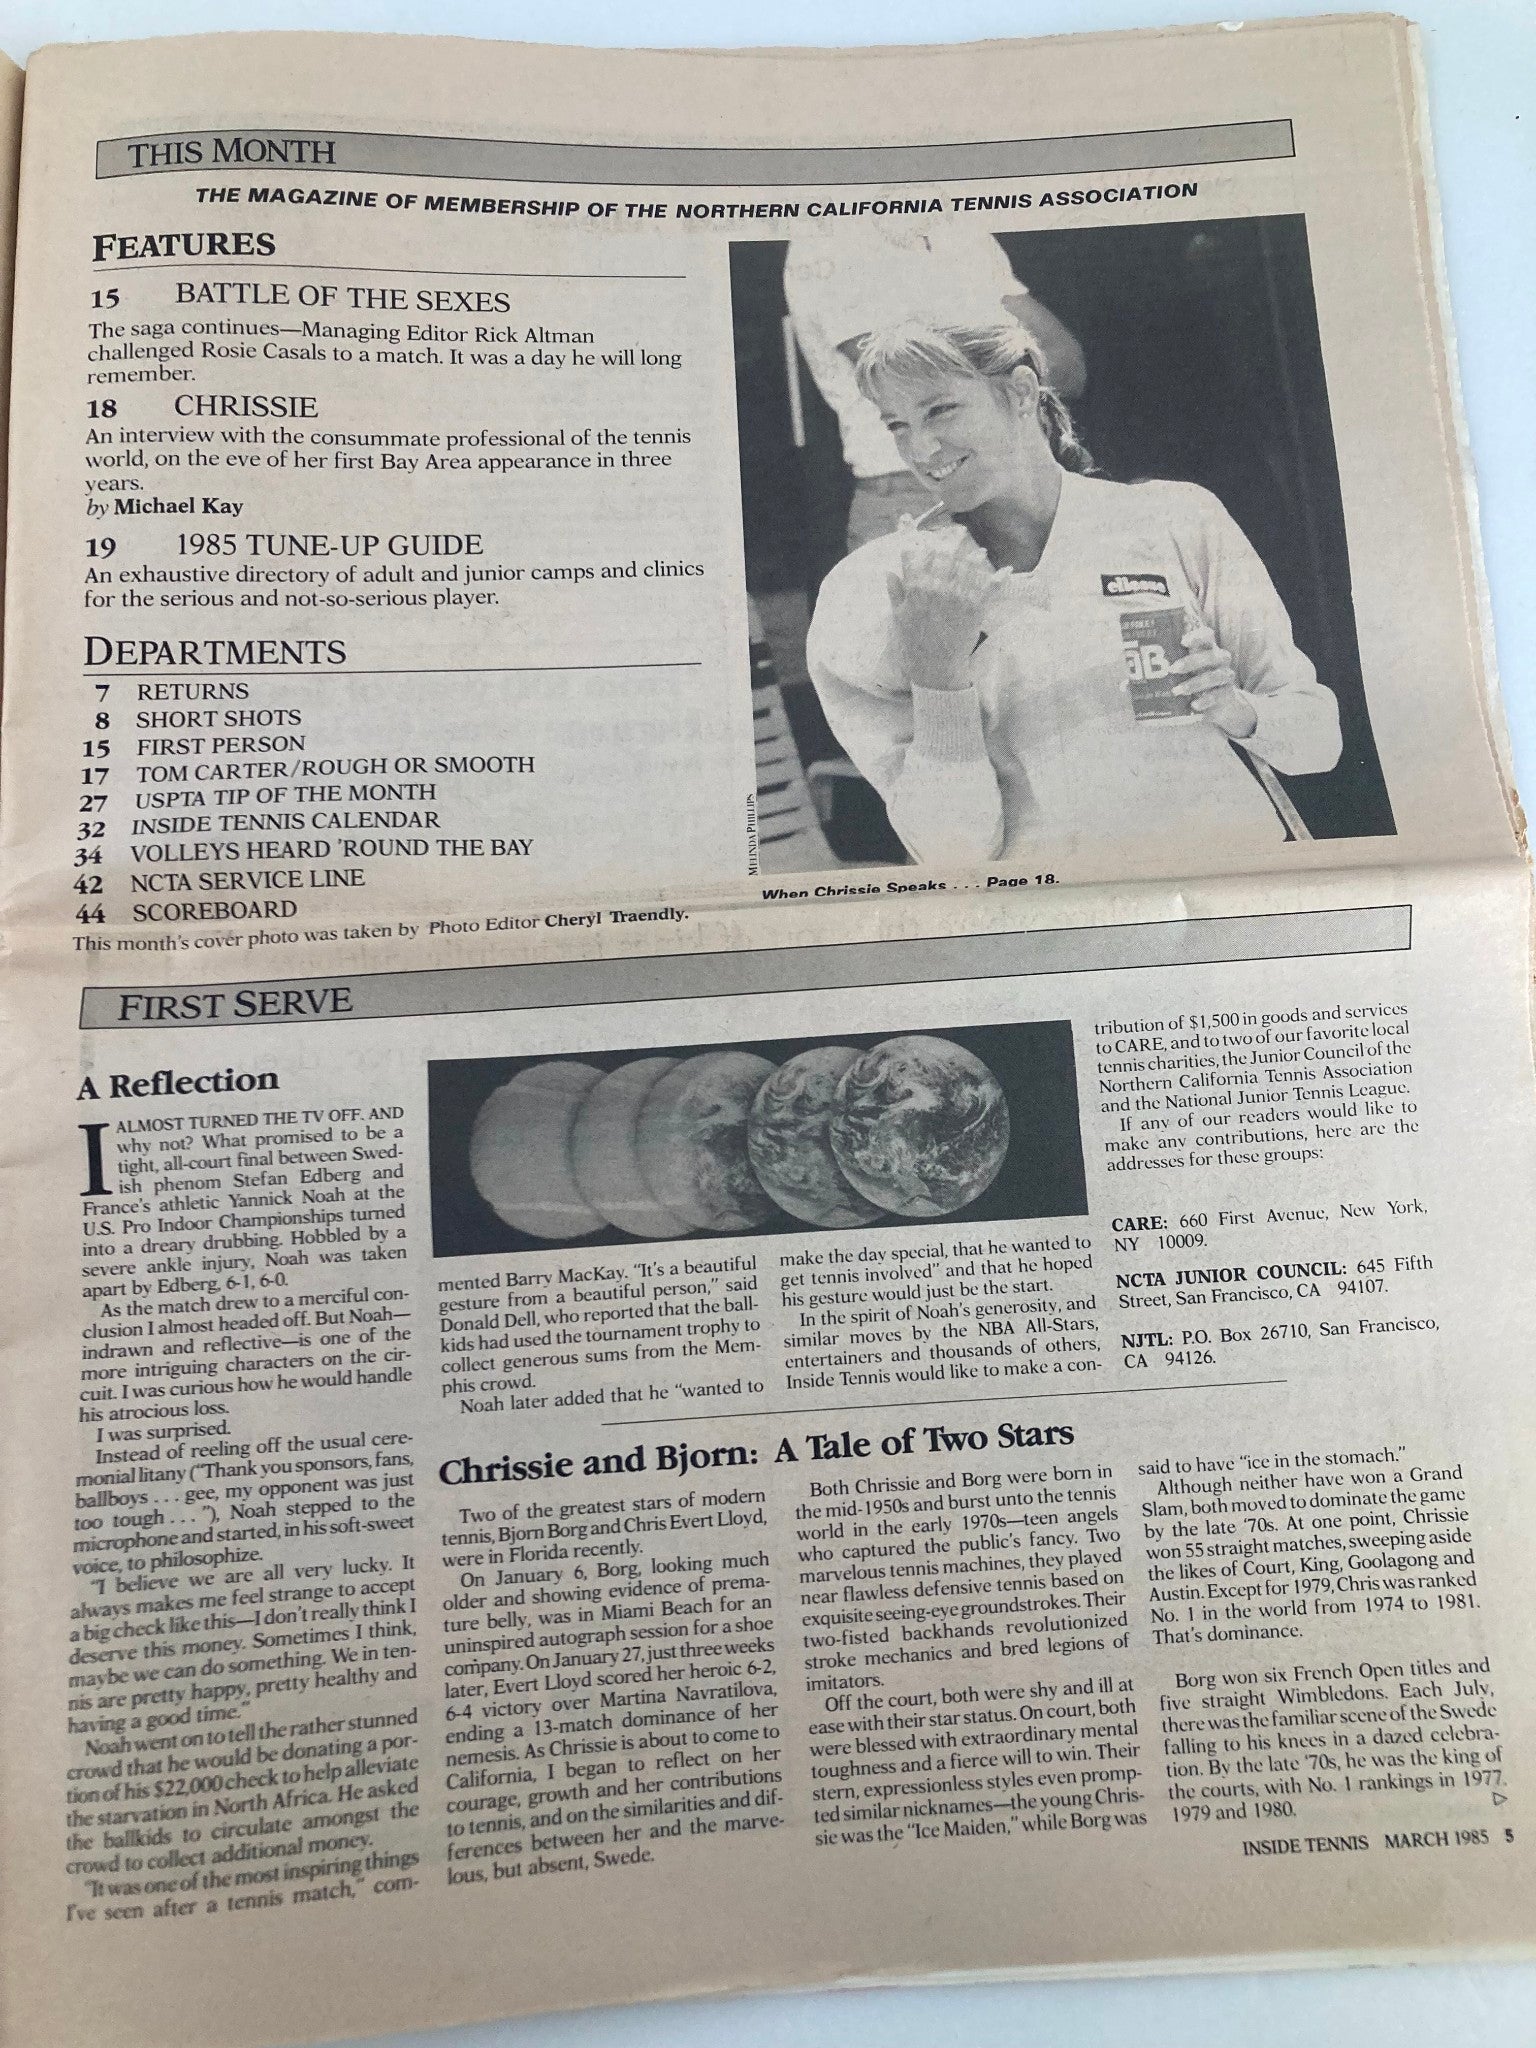 THIS MONTH
THE MAGAZINE OF MEMBERSHIP OF THE NORTHERN CALIFORNIA TENNIS ASSOCIATION
FEATURES
15 BATTLE OF THE SEXES
The saga continues—Managing Editor Rick Altman
challenged Rosie Casals to a match. It was a day he will long
remember.
18 CHRISSIE
An interview with the consummate professional of the tennis
world, on the eve of her first Bay Area appearance in three
years.
by Michael Kay
19 1985 TUNE-UP GUIDE
An exhaustive directory of adult and junior camps and clinics
for the serious and not-so-serious player.
DEPARTMENTS
7 RETURNS
8 SHORT SHOTS
15 FIRST PERSON
17 TOM CARTER/ROUGH OR SMOOTH
27 USPTA TIP OF THE MONTH
32 INSIDE TENNIS CALENDAR
34 VOLLEYS HEARD 'ROUND THE BAY
42 NCTA SERVICE LINE
44 SCOREBOARD
This month's cover photo was taken by Photo Editor Cheryl Traendly.
ellesse
MELINDA PHILLIPS
When Chrissie Speaks . . . Page 18.
FIRST SERVE
A Reflection
I ALMOST TURNED THE TV OFF. AND
why not? What promised to be a
tight, all-court final between Swed-
ish phenom Stefan Edberg and
France's athletic Yannick Noah at the
U.S. Pro Indoor Championships turned
into a dreary drubbing. Hobbled by a
severe ankle injury, Noah was taken
apart by Edberg, 6-1, 6-0.
As the match drew to a merciful con-
clusion I almost headed off. But Noah—
indrawn and reflective—is one of the
more intriguing characters on the cir-
cuit. I was curious how he would handle
his atrocious loss.
I was surprised.
Instead of reeling off the usual cere-
monial litany ("Thank you sponsors, fans,
ballboys . . . gee, my opponent was just
too tough . . . "), Noah stepped to the
microphone and started, in his soft-sweet
voice, to philosophize.
"I believe we are all very lucky. It
always makes me feel strange to accept
a big check like this—I don't really think I
deserve this money. Sometimes I think,
maybe we can do something. We in ten-
nis are pretty happy, pretty healthy and
having a good time."
Noah went on to tell the rather stunned
crowd that he would be donating a por-
tion of his $22,000 check to help alleviate
the starvation in North Africa. He asked
the ballkids to circulate amongst the
crowd to collect additional money.
"It was one of the most inspiring things
I've seen after a tennis match," com-
mented Barry MacKay. "It's a beautiful
gesture from a beautiful person," said
Donald Dell, who reported that the ball-
kids had used the tournament trophy to
collect generous sums from the Mem-
phis crowd.
Noah later added that he "wanted to
make the day special, that he wanted to
get tennis involved" and that he hoped
his gesture would just be the start.
In the spirit of Noah's generosity, and
similar moves by the NBA All-Stars,
entertainers and thousands of others,
Inside Tennis would like to make a con-
tribution of $1,500 in goods and services
to CARE, and to two of our favorite local
tennis charities, the Junior Council of the
Northern California Tennis Association
and the National Junior Tennis League.
If any of our readers would like to
make any contributions, here are the
addresses for these groups:
CARE: 660 First Avenue, New York,
NY 10009.
NCTA JUNIOR COUNCIL: 645 Fifth
Street, San Francisco, CA 94107.
NJTL: P.O. Box 26710, San Francisco,
CA 94126.
Chrissie and Bjorn: A Tale of Two Stars
Two of the greatest stars of modern
tennis, Bjorn Borg and Chris Evert Lloyd,
were in Florida recently.
On January 6, Borg, looking much
older and showing evidence of prema-
ture belly, was in Miami Beach for an
uninspired autograph session for a shoe
company. On January 27, just three weeks
later, Evert Lloyd scored her heroic 6-2,
6-4 victory over Martina Navratilova,
ending a 13-match dominance of her
nemesis. As Chrissie is about to come to
California, I began to reflect on her
courage, growth and her contributions
to tennis, and on the similarities and dif-
ferences between her and the marve-
lous, but absent, Swede.
Both Chrissie and Borg were born in
the mid-1950s and burst unto the tennis
world in the early 1970s—teen angels
who captured the public's fancy. Two
marvelous tennis machines, they played
near flawless defensive tennis based on
exquisite seeing-eye groundstrokes. Their
two-fisted backhands revolutionized
stroke mechanics and bred legions of
imitators.
Off the court, both were shy and ill at
ease with their star status. On court, both
were blessed with extraordinary mental
toughness and a fierce will to win. Their
stern, expressionless styles even promp-
ted similar nicknames—the young Chris-
sie was the "Ice Maiden," while Borg was
said to have "ice in the stomach."
Although neither have won a Grand
Slam, both moved to dominate the game
by the late '70s. At one point, Chrissie
won 55 straight matches, sweeping aside
the likes of Court, King, Goolagong and
Austin. Except for 1979, Chris was ranked
No. 1 in the world from 1974 to 1981.
That's dominance.
Borg won six French Open titles and
five straight Wimbledons. Each July,
there was the familiar scene of the Swede
falling to his knees in a dazed celebra-
tion. By the late '70s, he was the king of
the courts, with No. 1 rankings in 1977,
1979 and 1980.
INSIDE TENNIS MARCH 1985 5